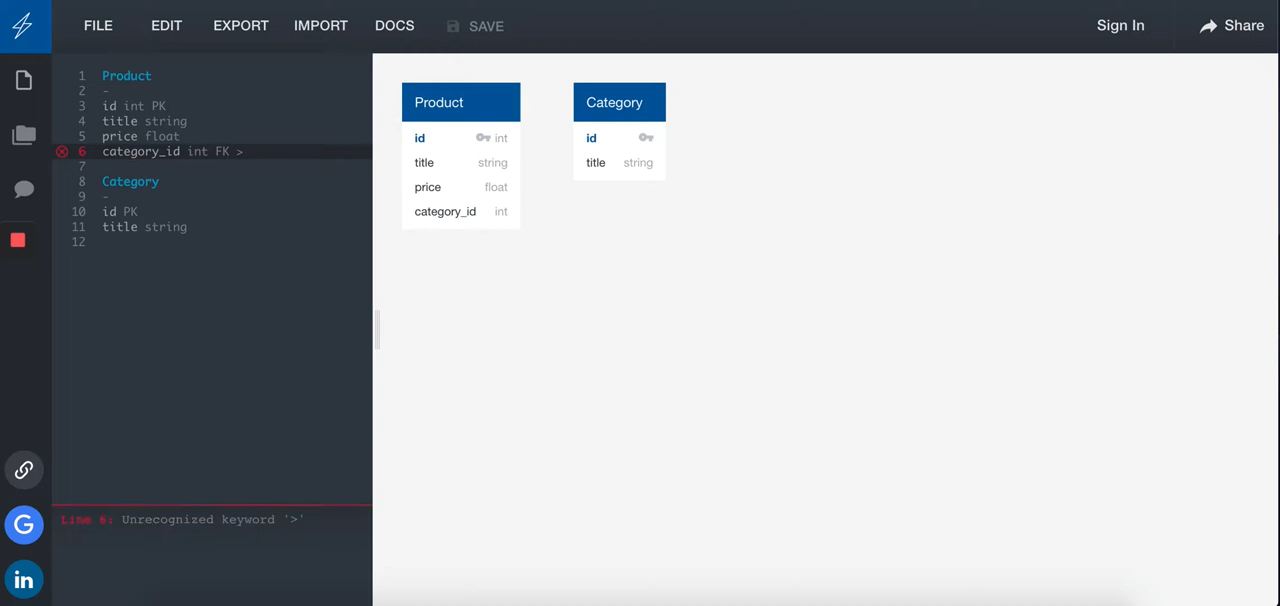 FILE EDIT EXPORT IMPORT DOCS SAVE Sign In Share
1 Product
2 -
3 id int PK
4 title string
5 price float
6 category_id int FK >
7
8 Category
9 -
10 id PK
11 title string
12
Line 6: Unrecognized keyword '>'
Product
id int
title string
price float
category_id int
Category
id
title string
G
in